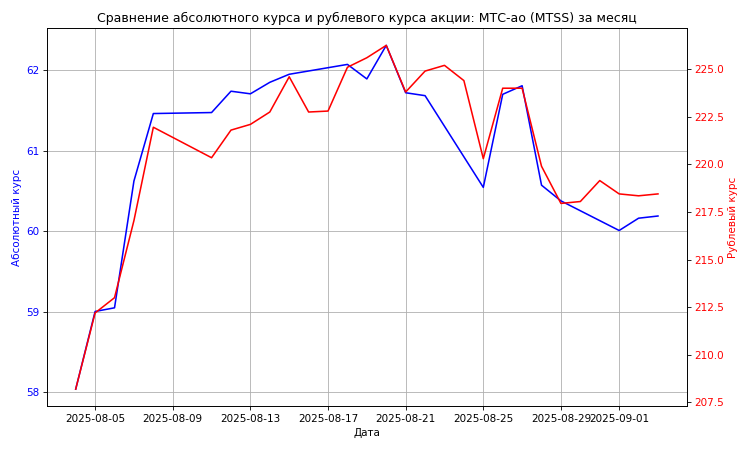 Сравнение абсолютного курса и рублевого курса акции: МТС-ао (MTSS) за месяц
62
61
60
59
58
Абсолютный курс
225.0
222.5
220.0
217.5
215.0
212.5
210.0
207.5
Рублевый курс
2025-08-05 2025-08-09 2025-08-13 2025-08-17 2025-08-21 2025-08-25 2025-08-29 2025-09-01
Дата